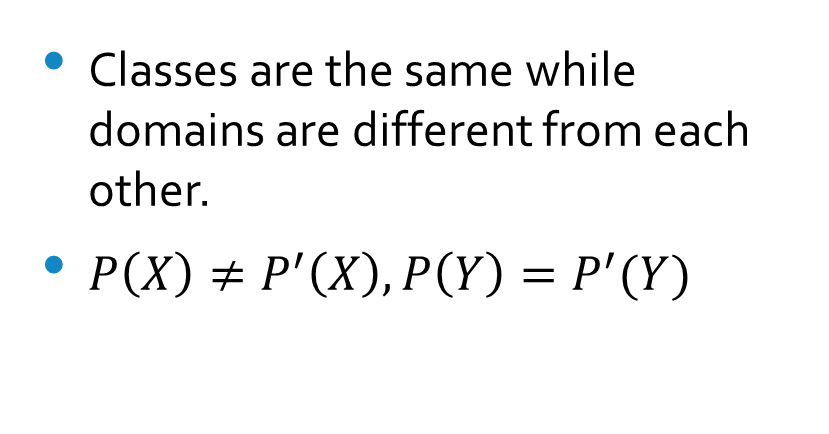 • Classes are the same while
domains are different from each
other.
• P(X) ≠ P′(X), P(Y) = P′(Y)